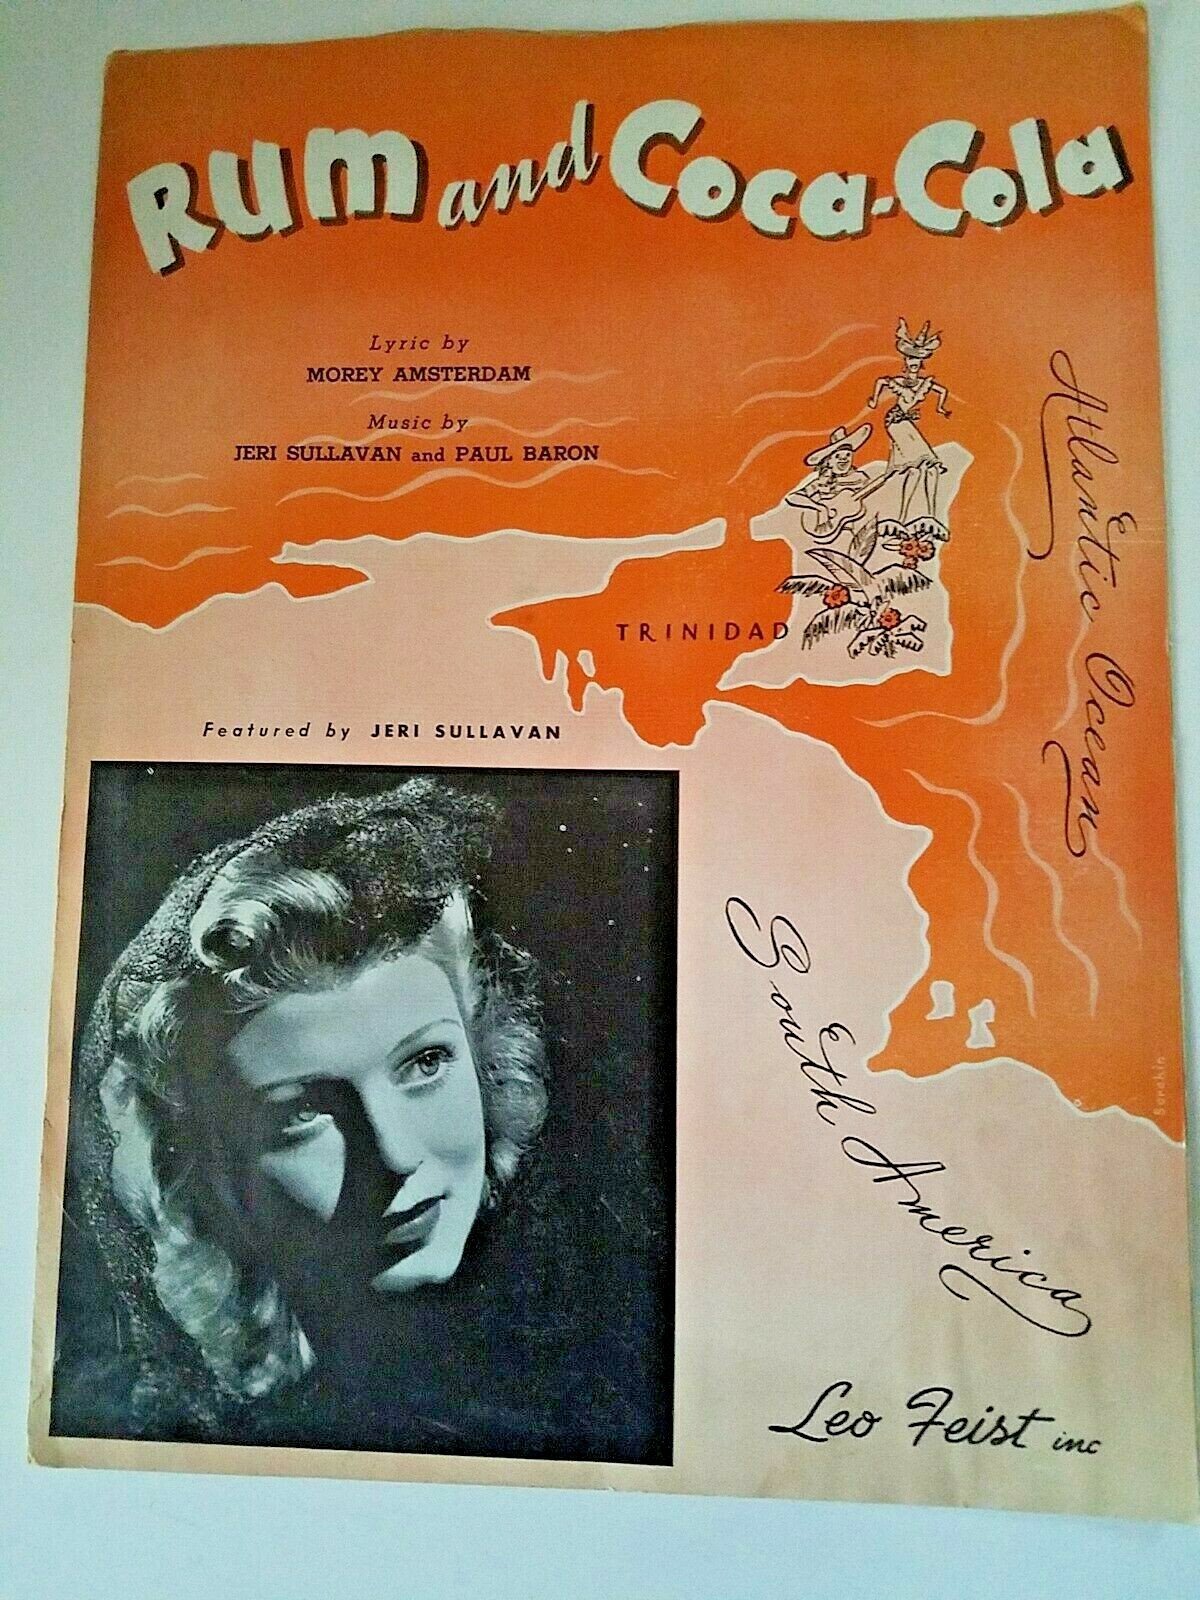 RUM and COCA-COLA
Lyric by
MOREY AMSTERDAM
Music by
JERI SULLAVAN and PAUL BARON
Atlantic Ocean
TRINIDAD
Featured by JERI SULLAVAN
South America
Sorokin
Leo Feist inc